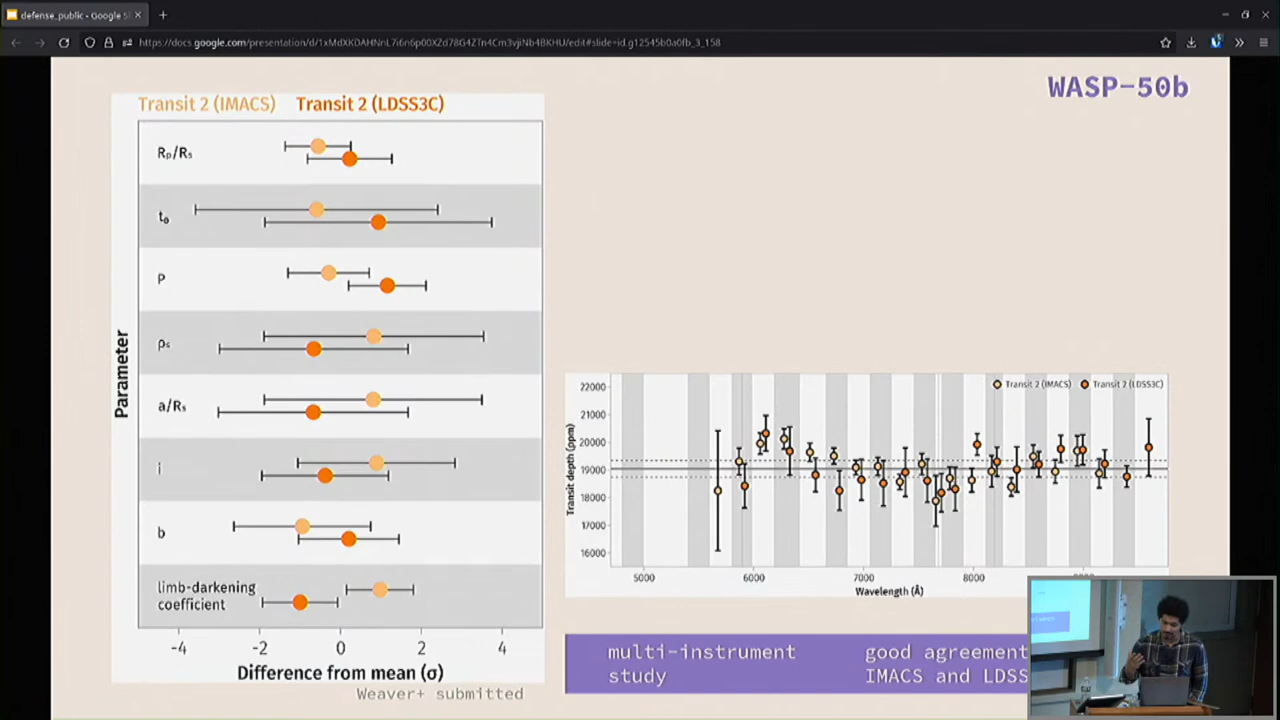 defense_public - Google Sl
https://docs.google.com/presentation/d/1xMdXKDAHNnL7i6n6p00XZd78G4ZTn4Cm3vjiNb4BKHU/edit#slide=id.g12545b0a0fb_3_158
WASP-50b
Transit 2 (IMACS) Transit 2 (LDSS3C)
Rₚ/Rₛ
t₀
P
ρₛ
a/Rₛ
i
b
limb-darkening
coefficient
Parameter
-4 -2 0 2 4
Difference from mean (σ)
Weaver+ submitted
Transit 2 (IMACS) Transit 2 (LDSS3C)
22000
21000
20000
19000
18000
17000
16000
Transit depth (ppm)
5000 6000 7000 8000
Wavelength (Å)
multi-instrument
study
good agreement
IMACS and LDSS